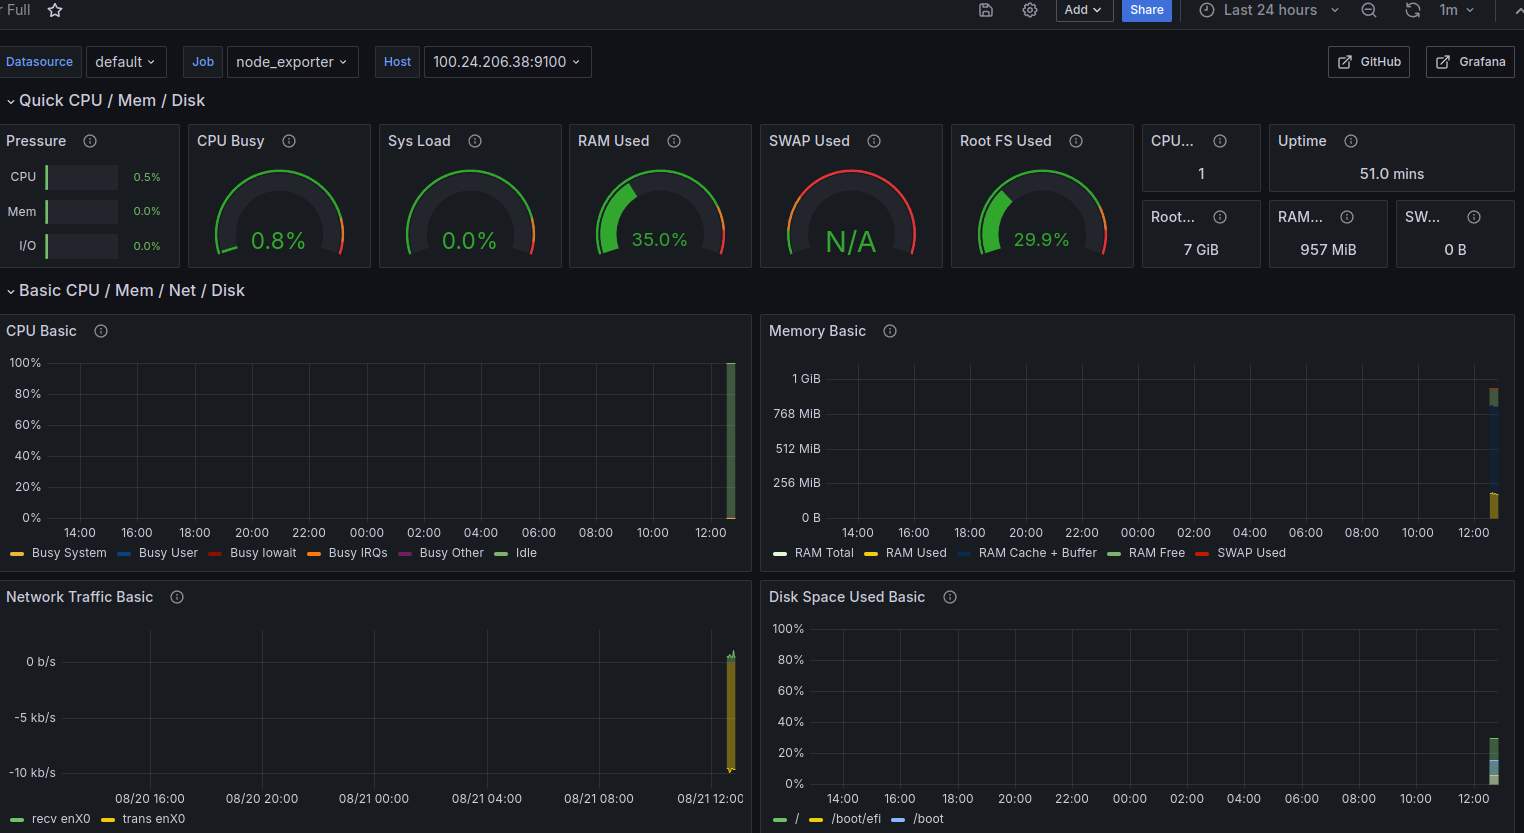 r Full Add Share Last 24 hours 1m
Datasource default Job node_exporter Host 100.24.206.38:9100 GitHub Grafana
Quick CPU / Mem / Disk
Pressure CPU Busy Sys Load RAM Used SWAP Used Root FS Used CPU... Uptime
1 51.0 mins
CPU 0.5%
Mem 0.0%
I/O 0.0%
0.8% 0.0% 35.0% N/A 29.9%
Root... RAM... SW...
7 GiB 957 MiB 0 B
Basic CPU / Mem / Net / Disk
CPU Basic
100%
80%
60%
40%
20%
0%
14:00 16:00 18:00 20:00 22:00 00:00 02:00 04:00 06:00 08:00 10:00 12:00
Busy System Busy User Busy Iowait Busy IRQs Busy Other Idle
Memory Basic
1 GiB
768 MiB
512 MiB
256 MiB
0 B
14:00 16:00 18:00 20:00 22:00 00:00 02:00 04:00 06:00 08:00 10:00 12:00
RAM Total RAM Used RAM Cache + Buffer RAM Free SWAP Used
Network Traffic Basic
0 b/s
-5 kb/s
-10 kb/s
08/20 16:00 08/20 20:00 08/21 00:00 08/21 04:00 08/21 08:00 08/21 12:00
recv enX0 trans enX0
Disk Space Used Basic
100%
80%
60%
40%
20%
0%
14:00 16:00 18:00 20:00 22:00 00:00 02:00 04:00 06:00 08:00 10:00 12:00
/ /boot/efi /boot